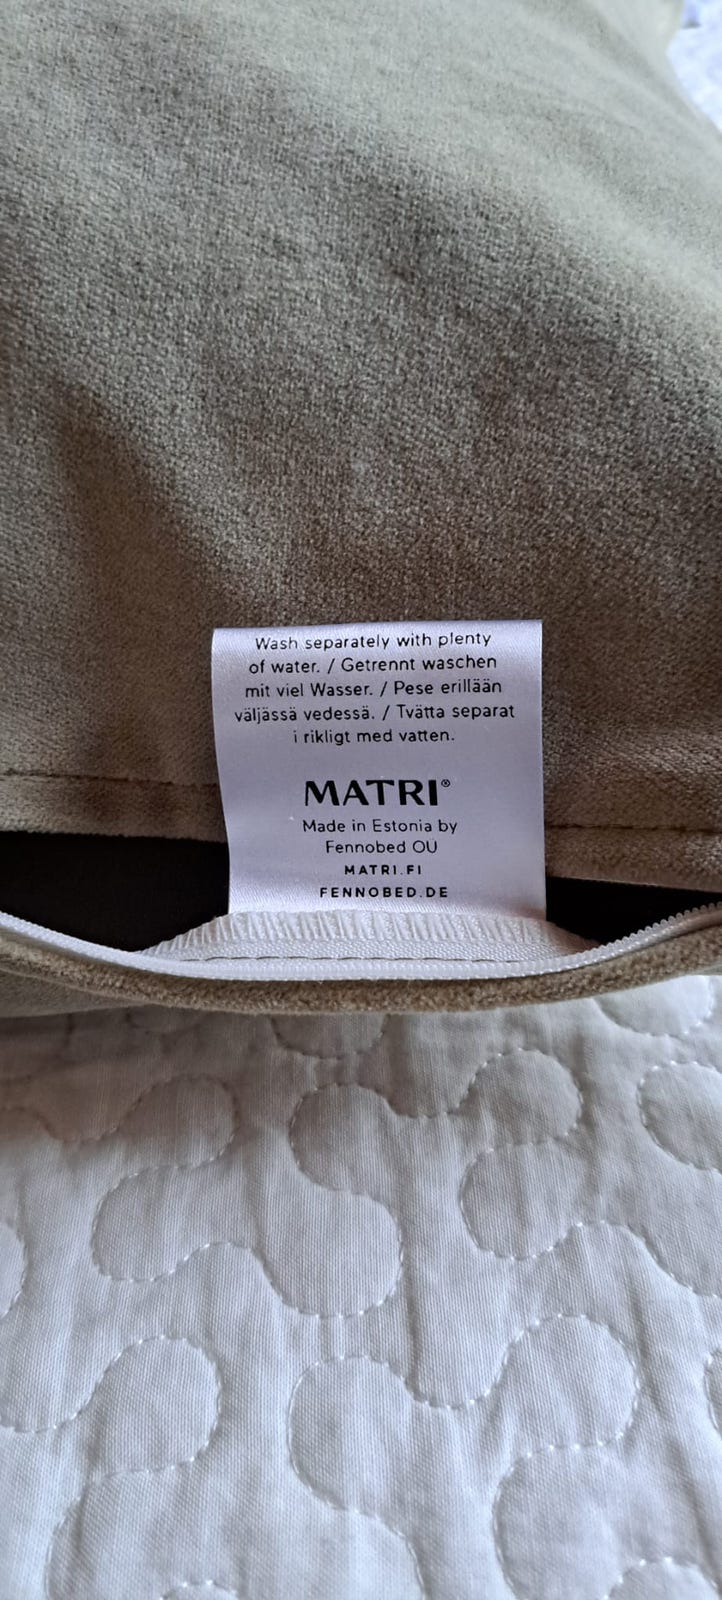 Wash separately with plenty
of water. / Getrennt waschen
mit viel Wasser. / Pese erillään
väljässä vedessä. / Tvätta separat
i rikligt med vatten.
MATRI®
Made in Estonia by
Fennobed OÜ
MATRI.FI
FENNOBED.DE